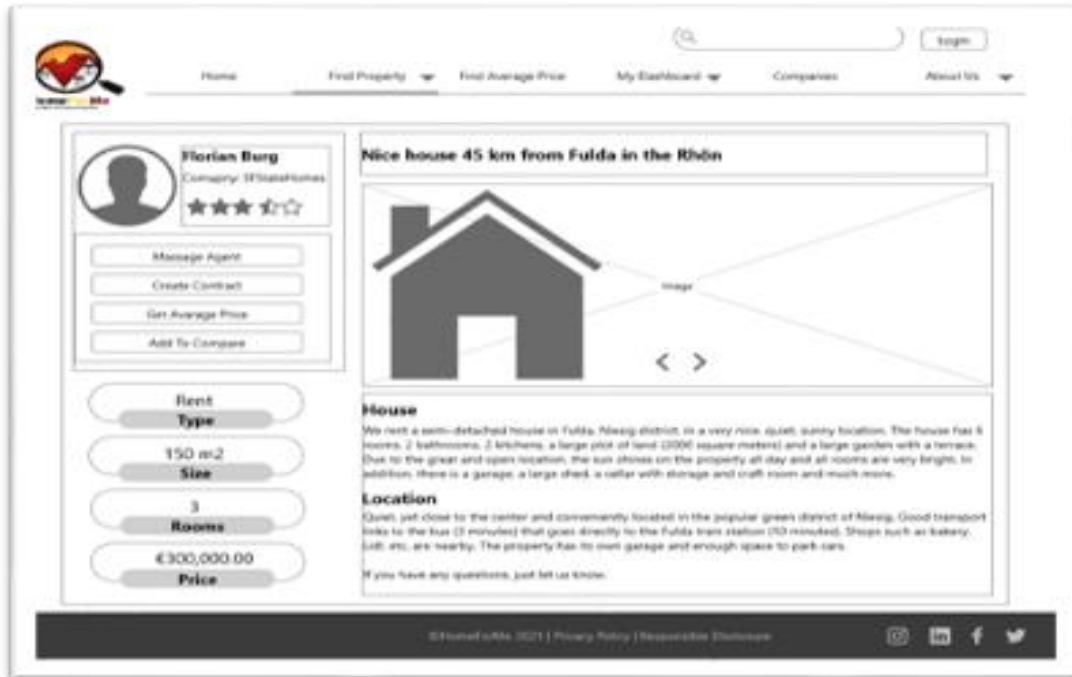 Login
Home
Find Property
Find Average Price
My Dashboard
Companies
About Us
Florian Burg
Comapny: SFStateHomes
Massage Agent
Create Contract
Get Avarage Price
Add To Compare
Rent
Type
150 m2
Size
3
Rooms
€300,000.00
Price
Nice house 45 km from Fulda in the Rhön
Image
House
We rent a semi-detached house in Fulda, Niesig district, in a very nice, quiet, sunny location. The house has 6
rooms, 2 bathrooms, 2 kitchens, a large plot of land (2000 square meters) and a large garden with a terrace.
Due to the great and open location, the sun shines on the property all day and all rooms are very bright. In
addition, there is a garage, a large shed, a cellar with storage and craft room and much more.
Location
Quiet, yet close to the center and conveniently located in the popular green district of Niesig. Good transport
links to the bus (3 minutes) that goes directly to the Fulda train station (10 minutes). Shops such as bakery,
Lidl, etc. are nearby. The property has its own garage and enough space to park cars.
If you have any questions, just let us know.
©HomeForMe 2021 | Privacy Policy | Responsible Disclosure